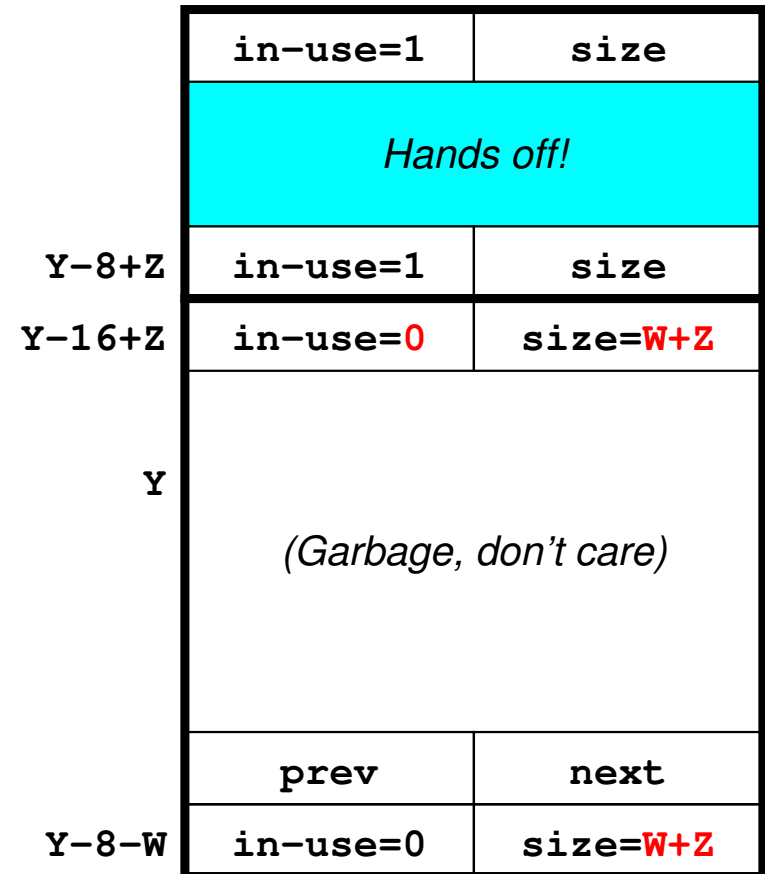 in-use=1 size
Hands off!
Y-8+Z in-use=1 size
Y-16+Z in-use=0 size=W+Z
Y
(Garbage, don't care)
prev next
Y-8-W in-use=0 size=W+Z